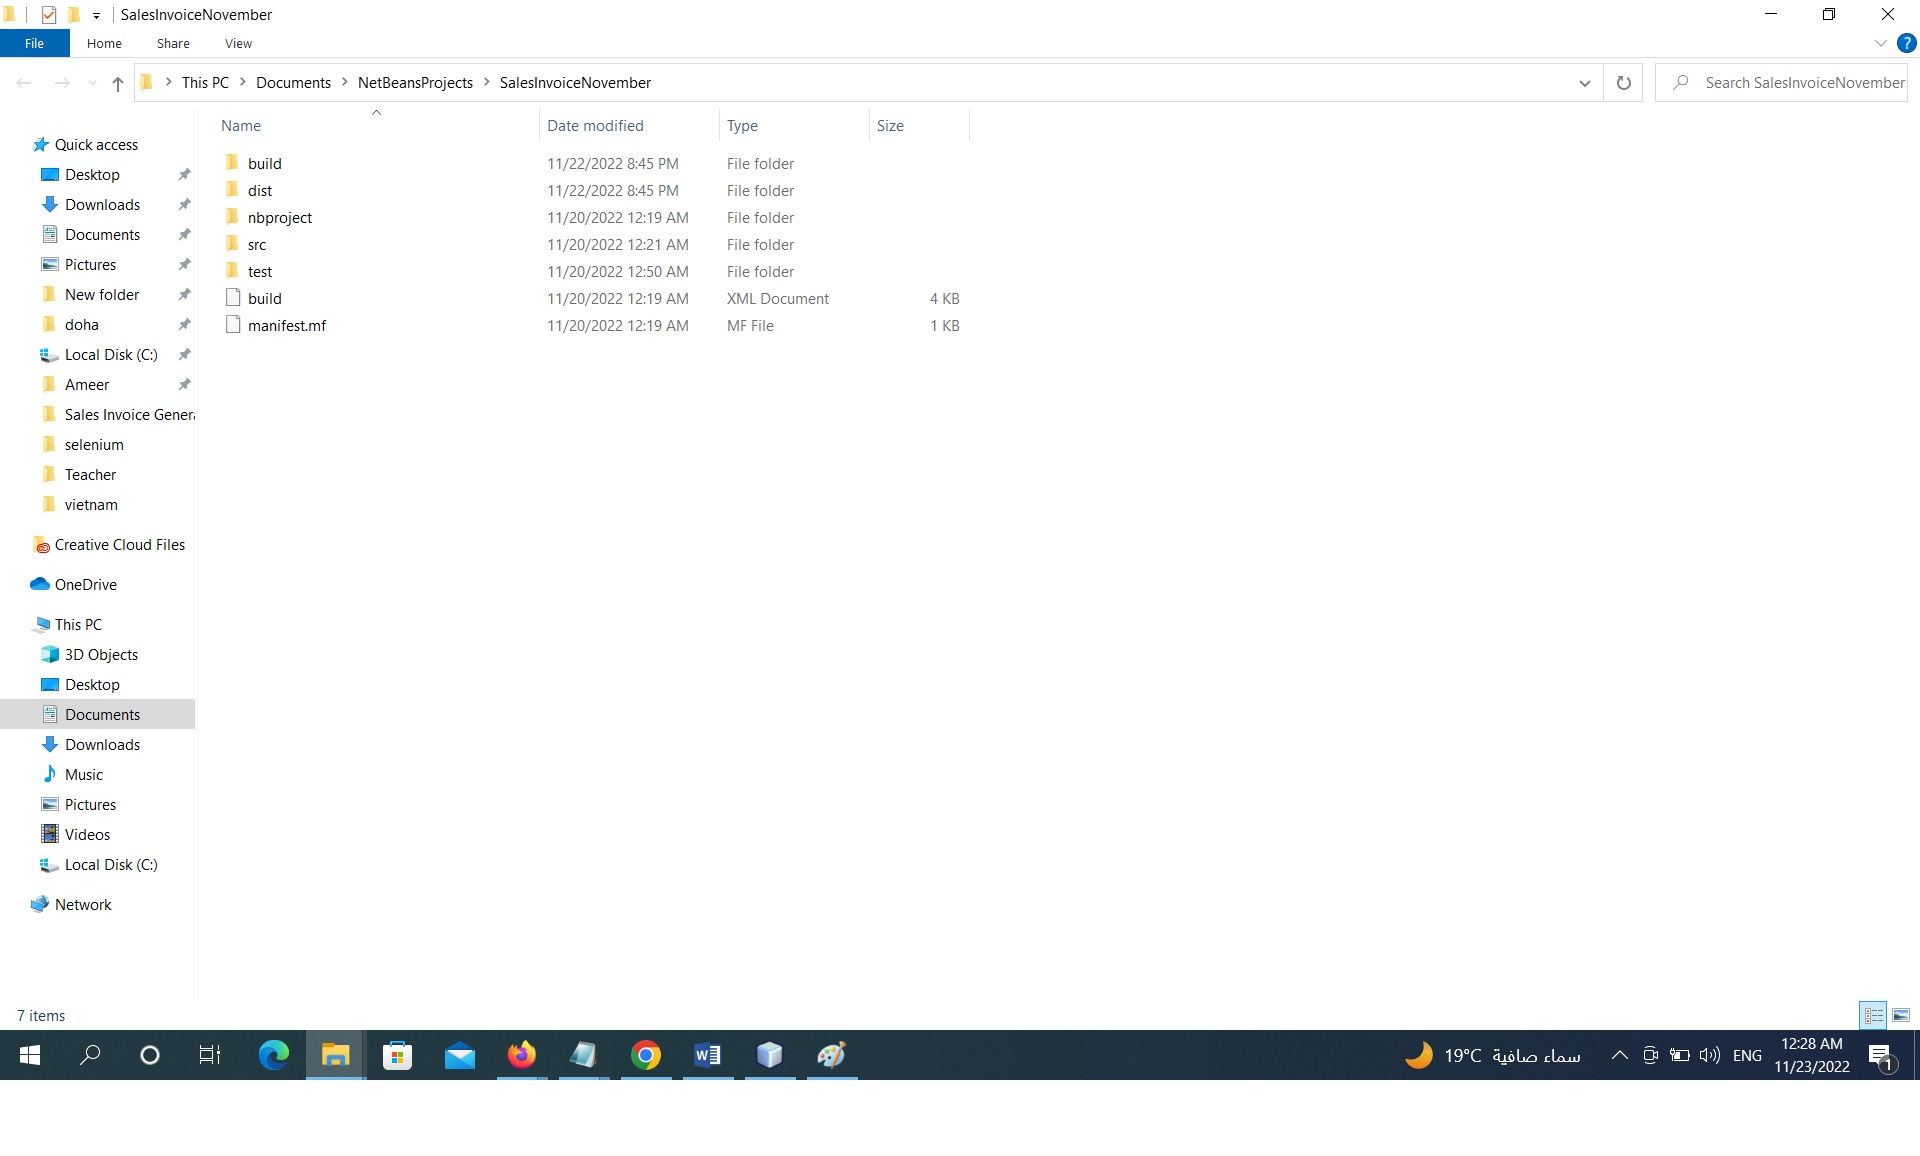 SalesInvoiceNovember
File Home Share View
This PC Documents NetBeansProjects SalesInvoiceNovember
Search SalesInvoiceNovember
Name Date modified Type Size
build 11/22/2022 8:45 PM File folder
dist 11/22/2022 8:45 PM File folder
nbproject 11/20/2022 12:19 AM File folder
src 11/20/2022 12:21 AM File folder
test 11/20/2022 12:50 AM File folder
build 11/20/2022 12:19 AM XML Document 4 KB
manifest.mf 11/20/2022 12:19 AM MF File 1 KB
Quick access
Desktop
Downloads
Documents
Pictures
New folder
doha
Local Disk (C:)
Ameer
Sales Invoice Genera
selenium
Teacher
vietnam
Creative Cloud Files
OneDrive
This PC
3D Objects
Desktop
Documents
Downloads
Music
Pictures
Videos
Local Disk (C:)
Network
7 items
19°C سماء صافية
ENG
12:28 AM
11/23/2022
1